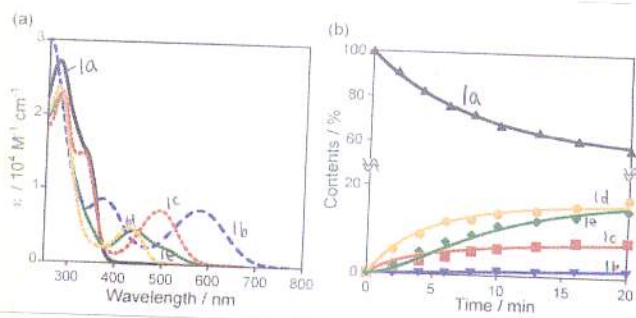 (a)
3
2
1
0
ε / 10⁴ M⁻¹ cm⁻¹
300 400 500 600 700 800
Wavelength / nm
1a
1d
1e
1c
1b
(b)
100
80
60
20
10
0
Contents / %
0 5 10 15 20
Time / min
1a
1d
1e
1c
1b